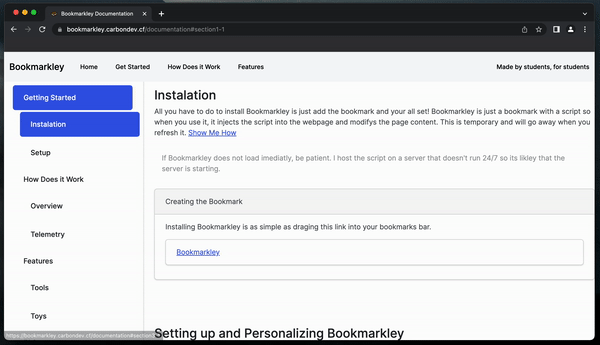 Bookmarkley Documentation
bookmarkley.carbondev.cf/documentation#section1-1
Bookmarkley
Home
Get Started
How Does it Work
Features
Made by students, for students
Getting Started
Instalation
Setup
How Does it Work
Overview
Telemetry
Features
Tools
Toys
Instalation
All you have to do to install Bookmarkley is just add the bookmark and your all set! Bookmarkley is just a bookmark with a script so
when you use it, it injects the script into the webpage and modifys the page content. This is temporary and will go away when you
refresh it. Show Me How
If Bookmarkley does not load imediatly, be patient. I host the script on a server that doesn't run 24/7 so its likley that the
server is starting.
Creating the Bookmark
Installing Bookmarkley is as simple as draging this link into your bookmarks bar.
Bookmarkley
Setting up and Personalizing Bookmarkley